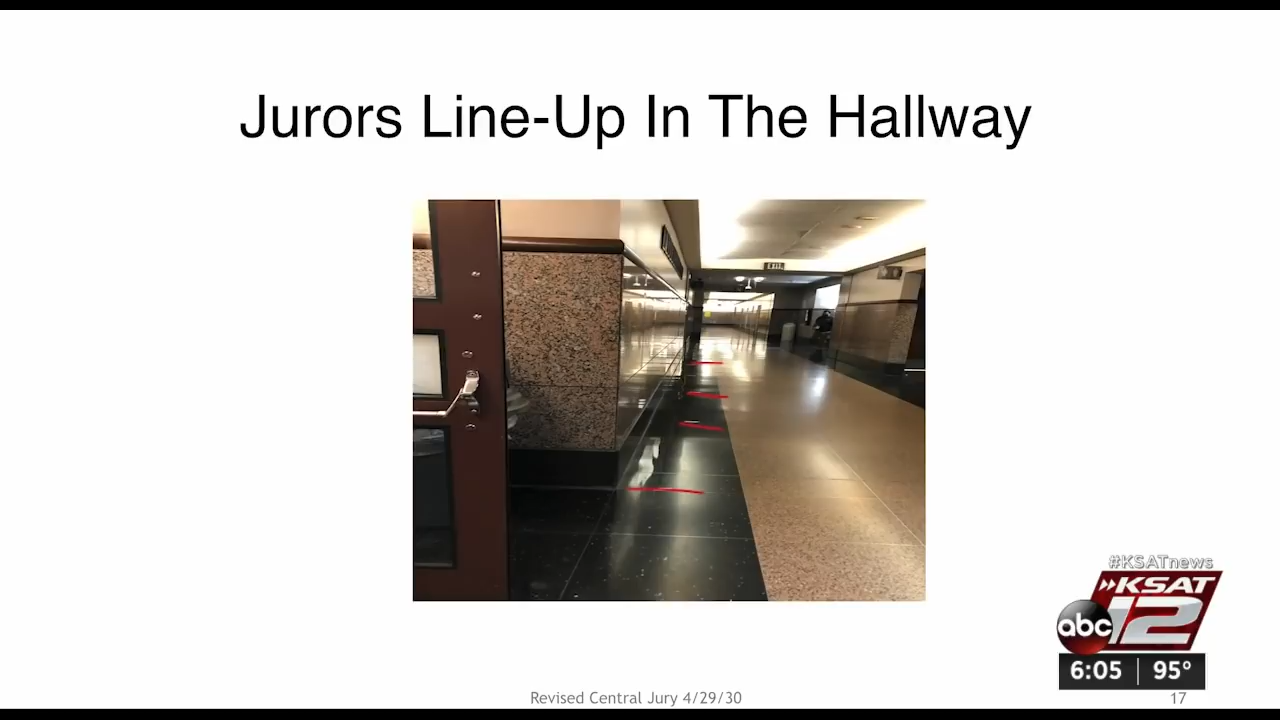 Jurors Line-Up In The Hallway
EXIT
#KSATnews
KSAT
abc 12
6:05 95°
Revised Central Jury 4/29/30
17